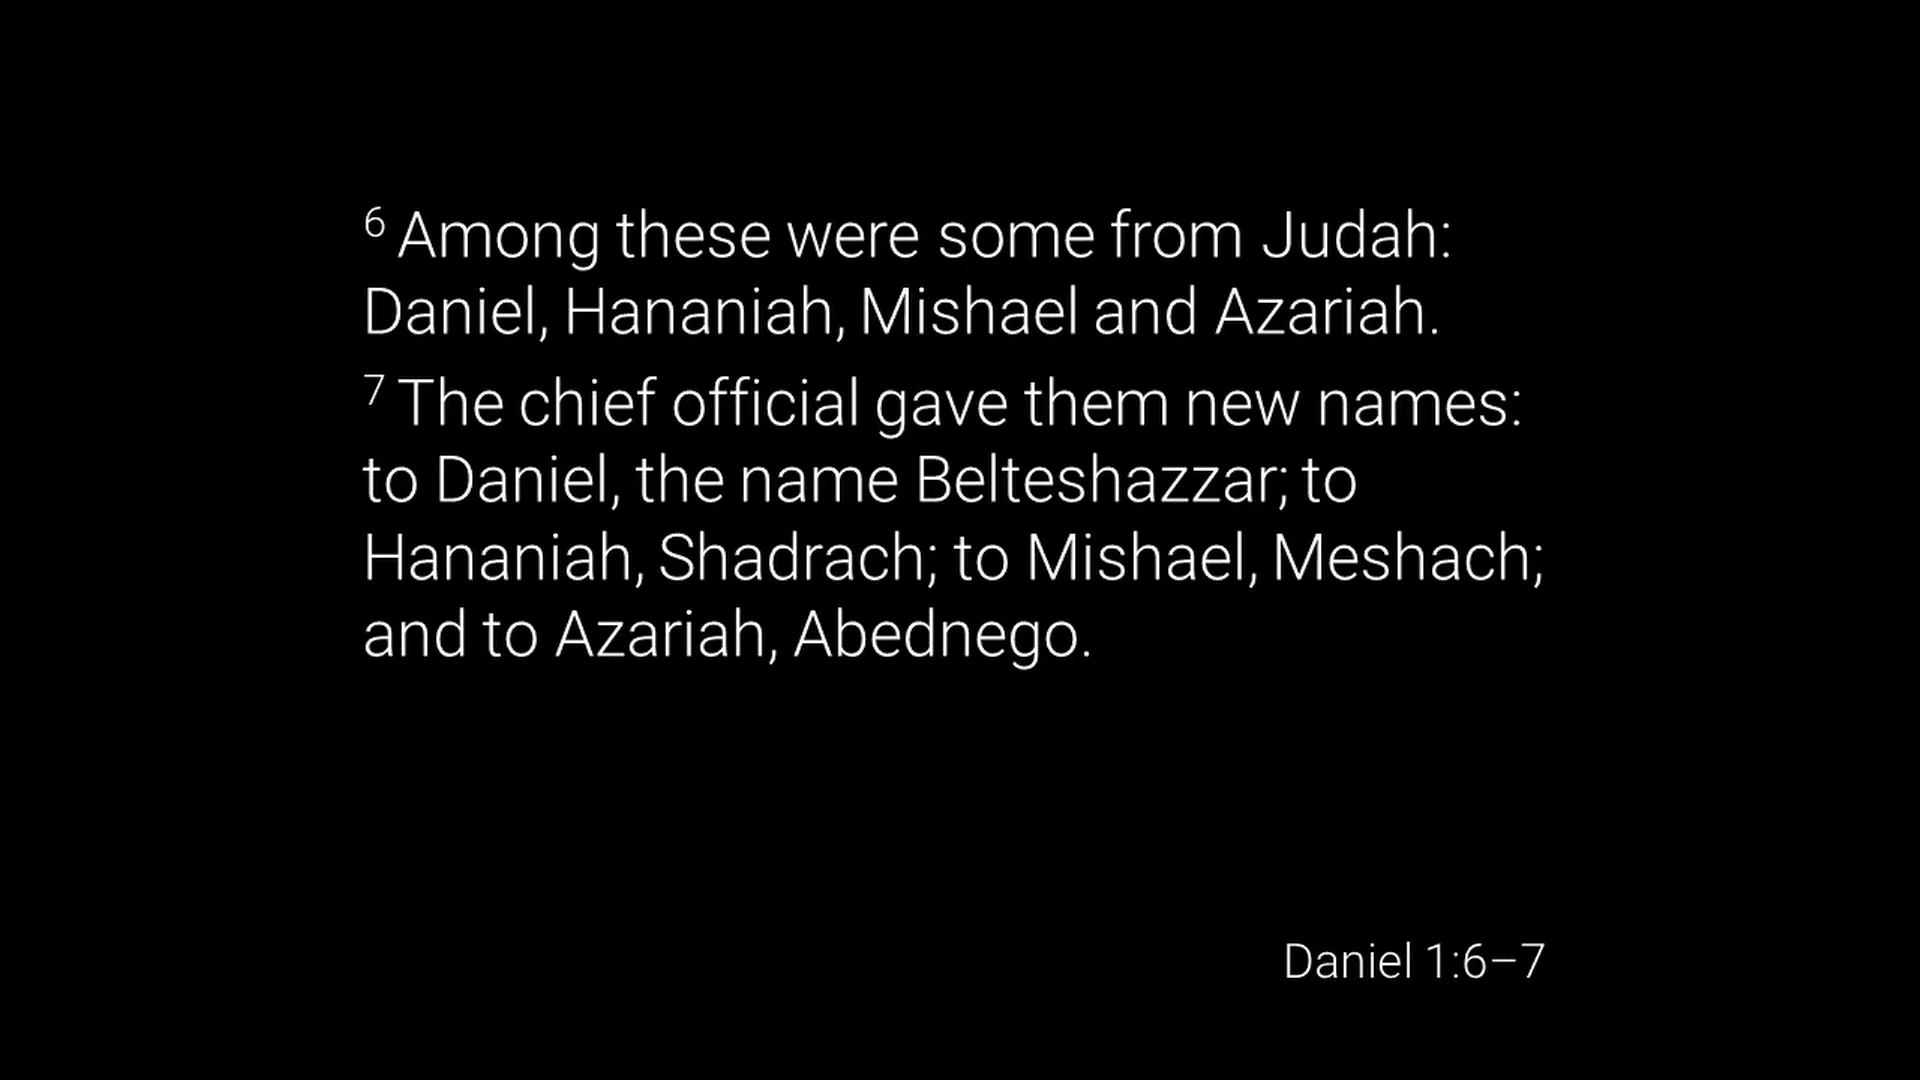 6 Among these were some from Judah:
Daniel, Hananiah, Mishael and Azariah.
7 The chief official gave them new names:
to Daniel, the name Belteshazzar; to
Hananiah, Shadrach; to Mishael, Meshach;
and to Azariah, Abednego.
Daniel 1:6–7